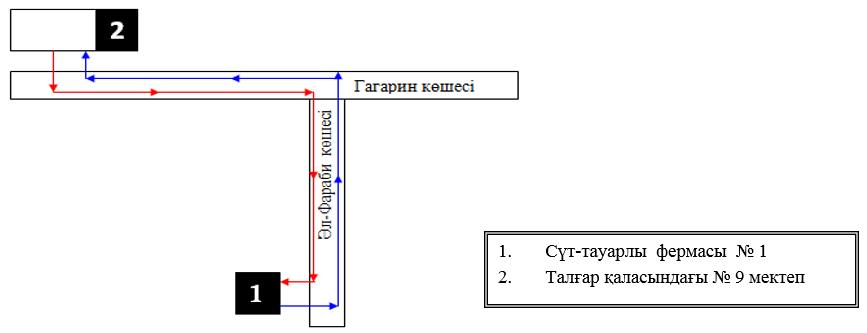 2
Гагарин көшесі
Әл-Фараби көшесі
1
1. Сүт-тауарлы фермасы № 1
2. Талғар қаласындағы № 9 мектеп